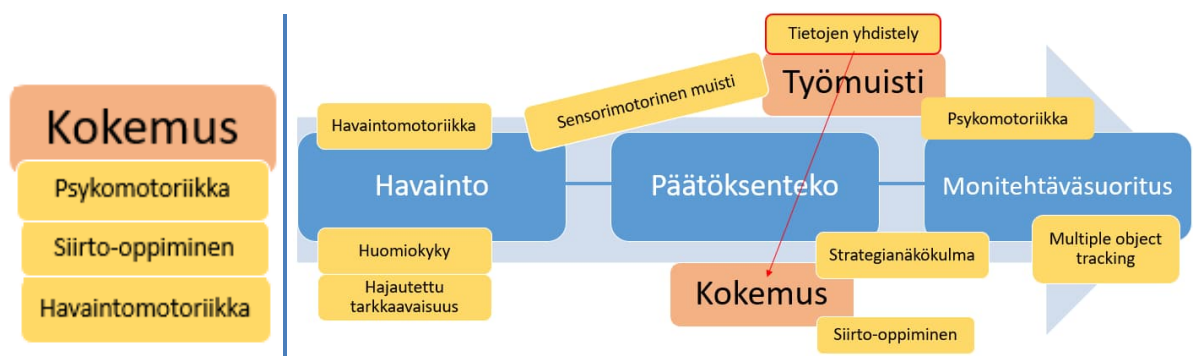 Kokemus
Psykomotoriikka
Siirto-oppiminen
Havaintomotoriikka
Tietojen yhdistely
Työmuisti
Sensorimotorinen muisti
Havaintomotoriikka
Psykomotoriikka
Havainto
Päätöksenteko
Monitehtäväsuoritus
Huomiokyky
Hajautettu
tarkkaavaisuus
Strategianäkökulma
Multiple object
tracking
Kokemus
Siirto-oppiminen